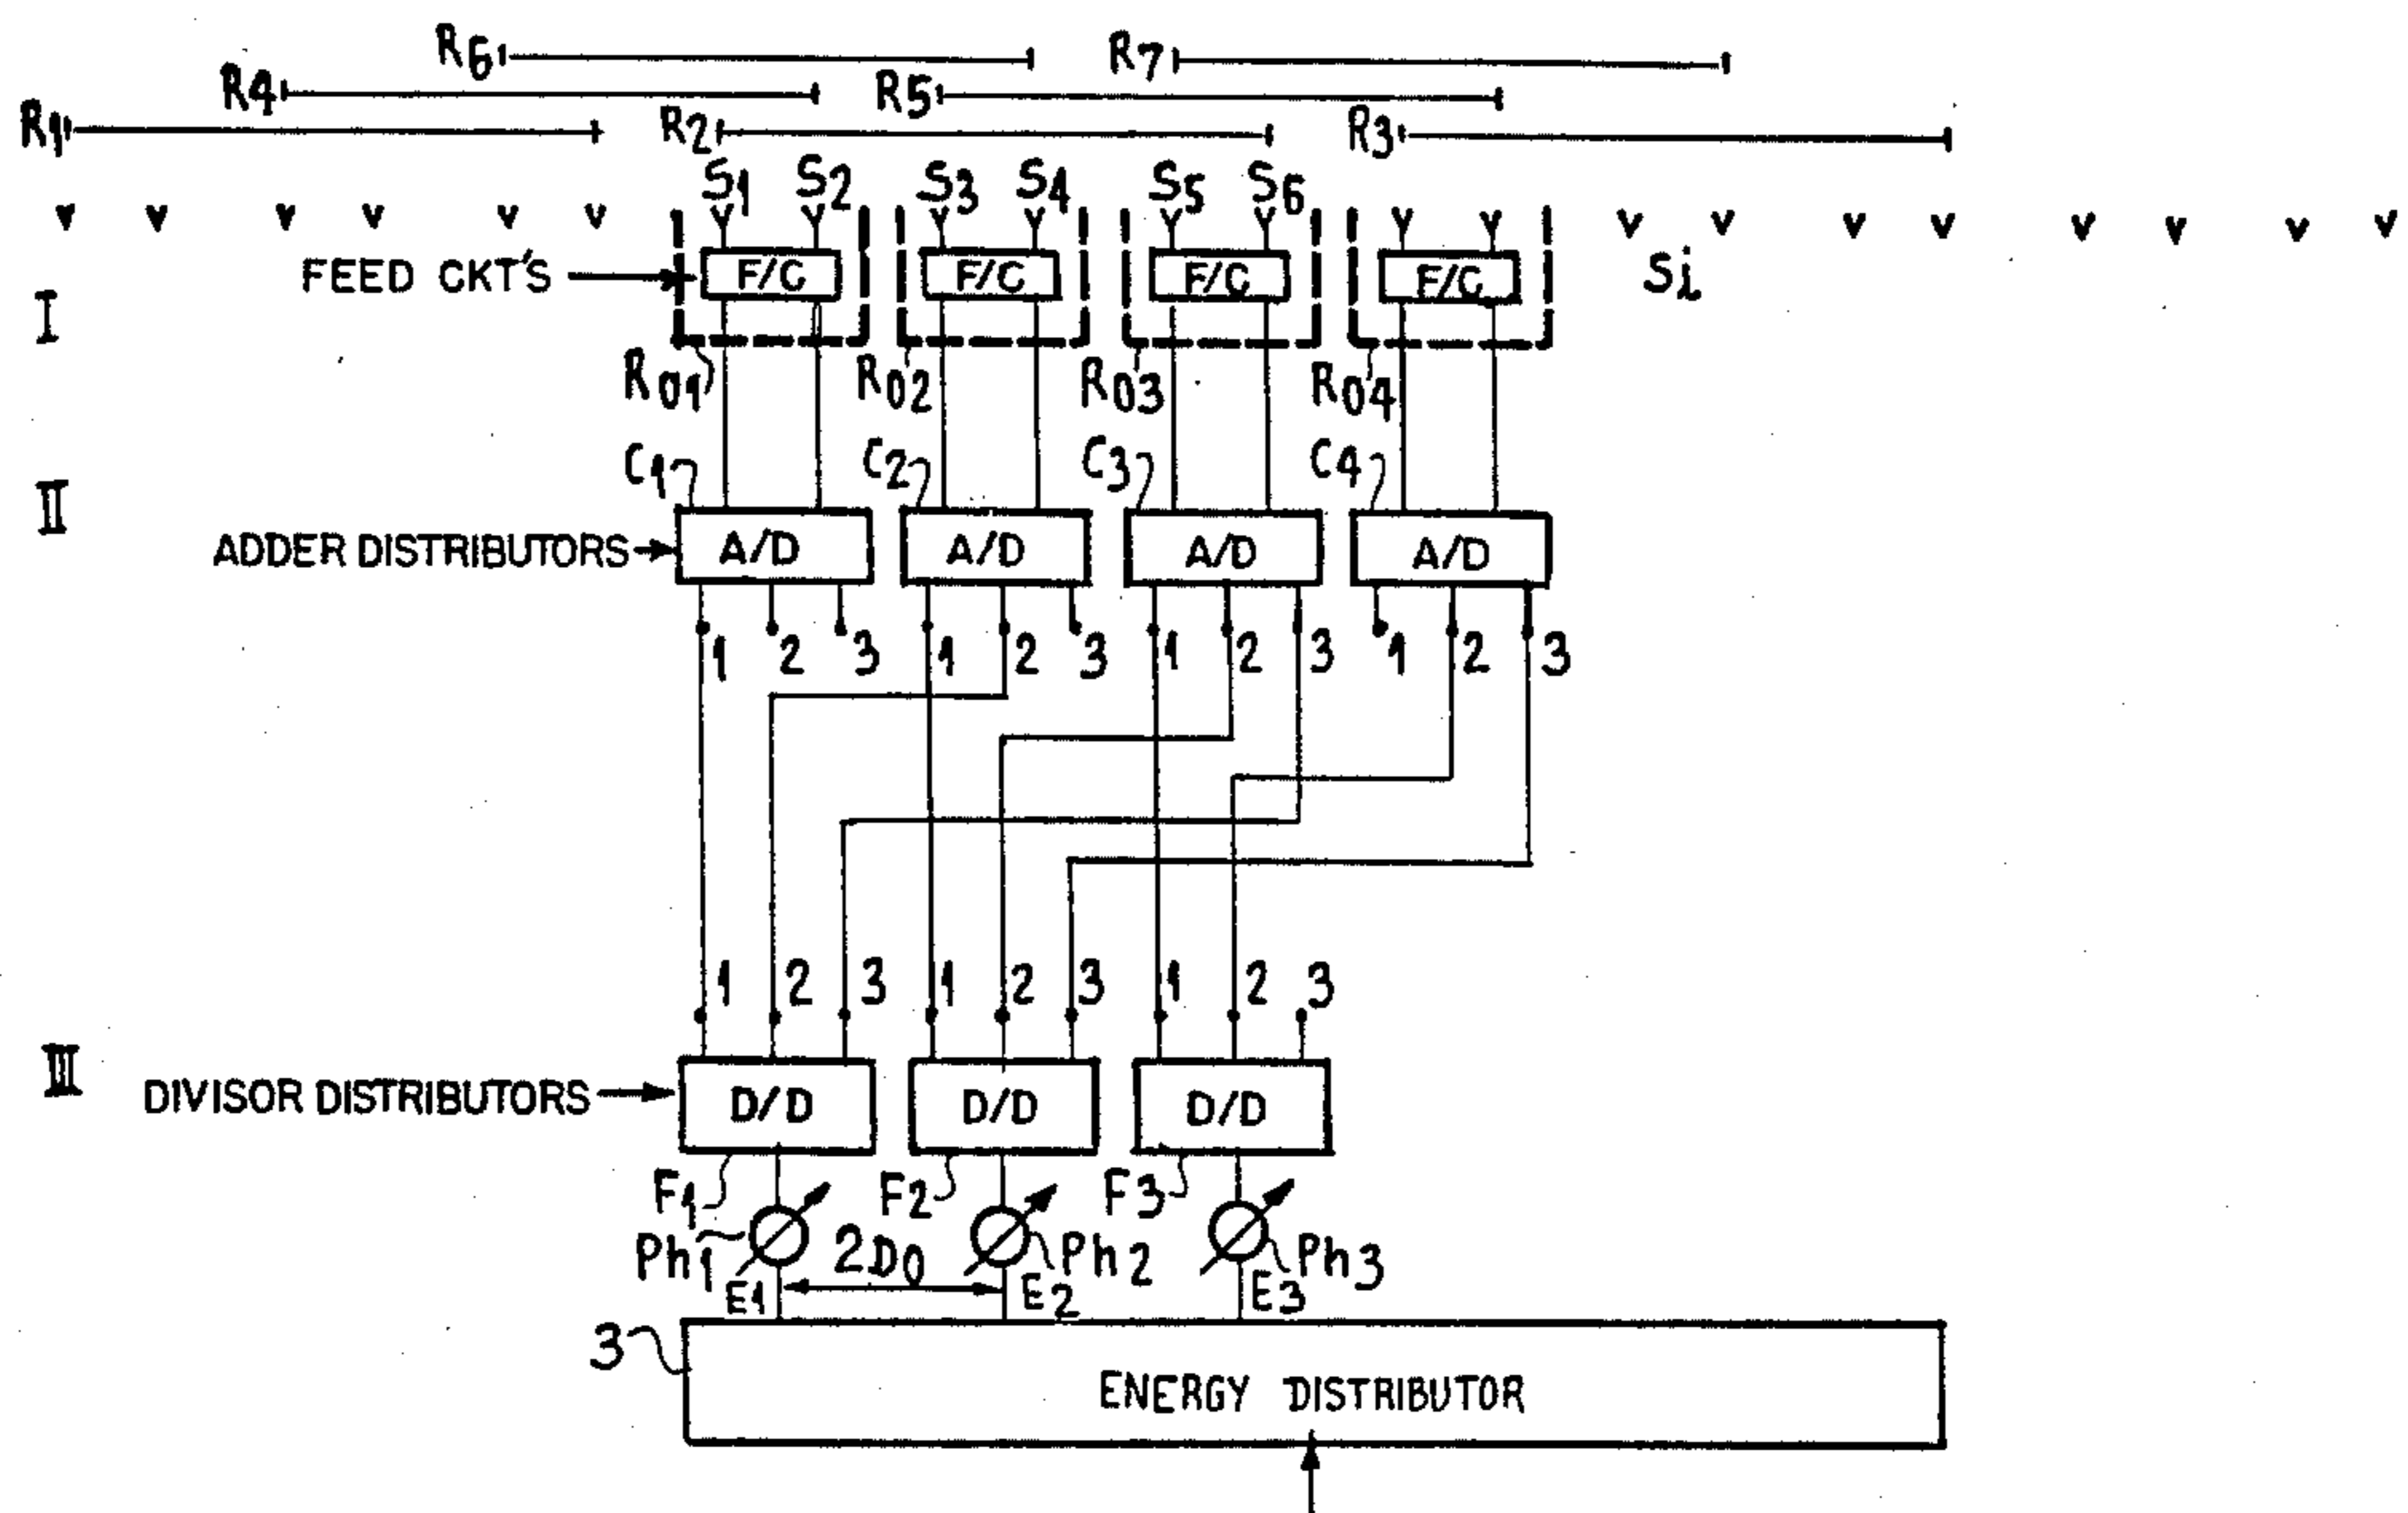 R6 R7
R4 R5
R1 R2 R3
S1 S2 S3 S4 S5 S6
FEED CKT'S F/C F/C F/C F/C Si
I
R01 R02 R03 R04
C1 C2 C3 C4
II
ADDER DISTRIBUTORS A/D A/D A/D A/D
1 2 3 1 2 3 1 2 3 1 2 3
1 2 3 1 2 3 1 2 3
III
DIVISOR DISTRIBUTORS D/D D/D D/D
F1 F2 F3
Ph1 2D0 Ph2 Ph3
E1 E2 E3
3
ENERGY DISTRIBUTOR